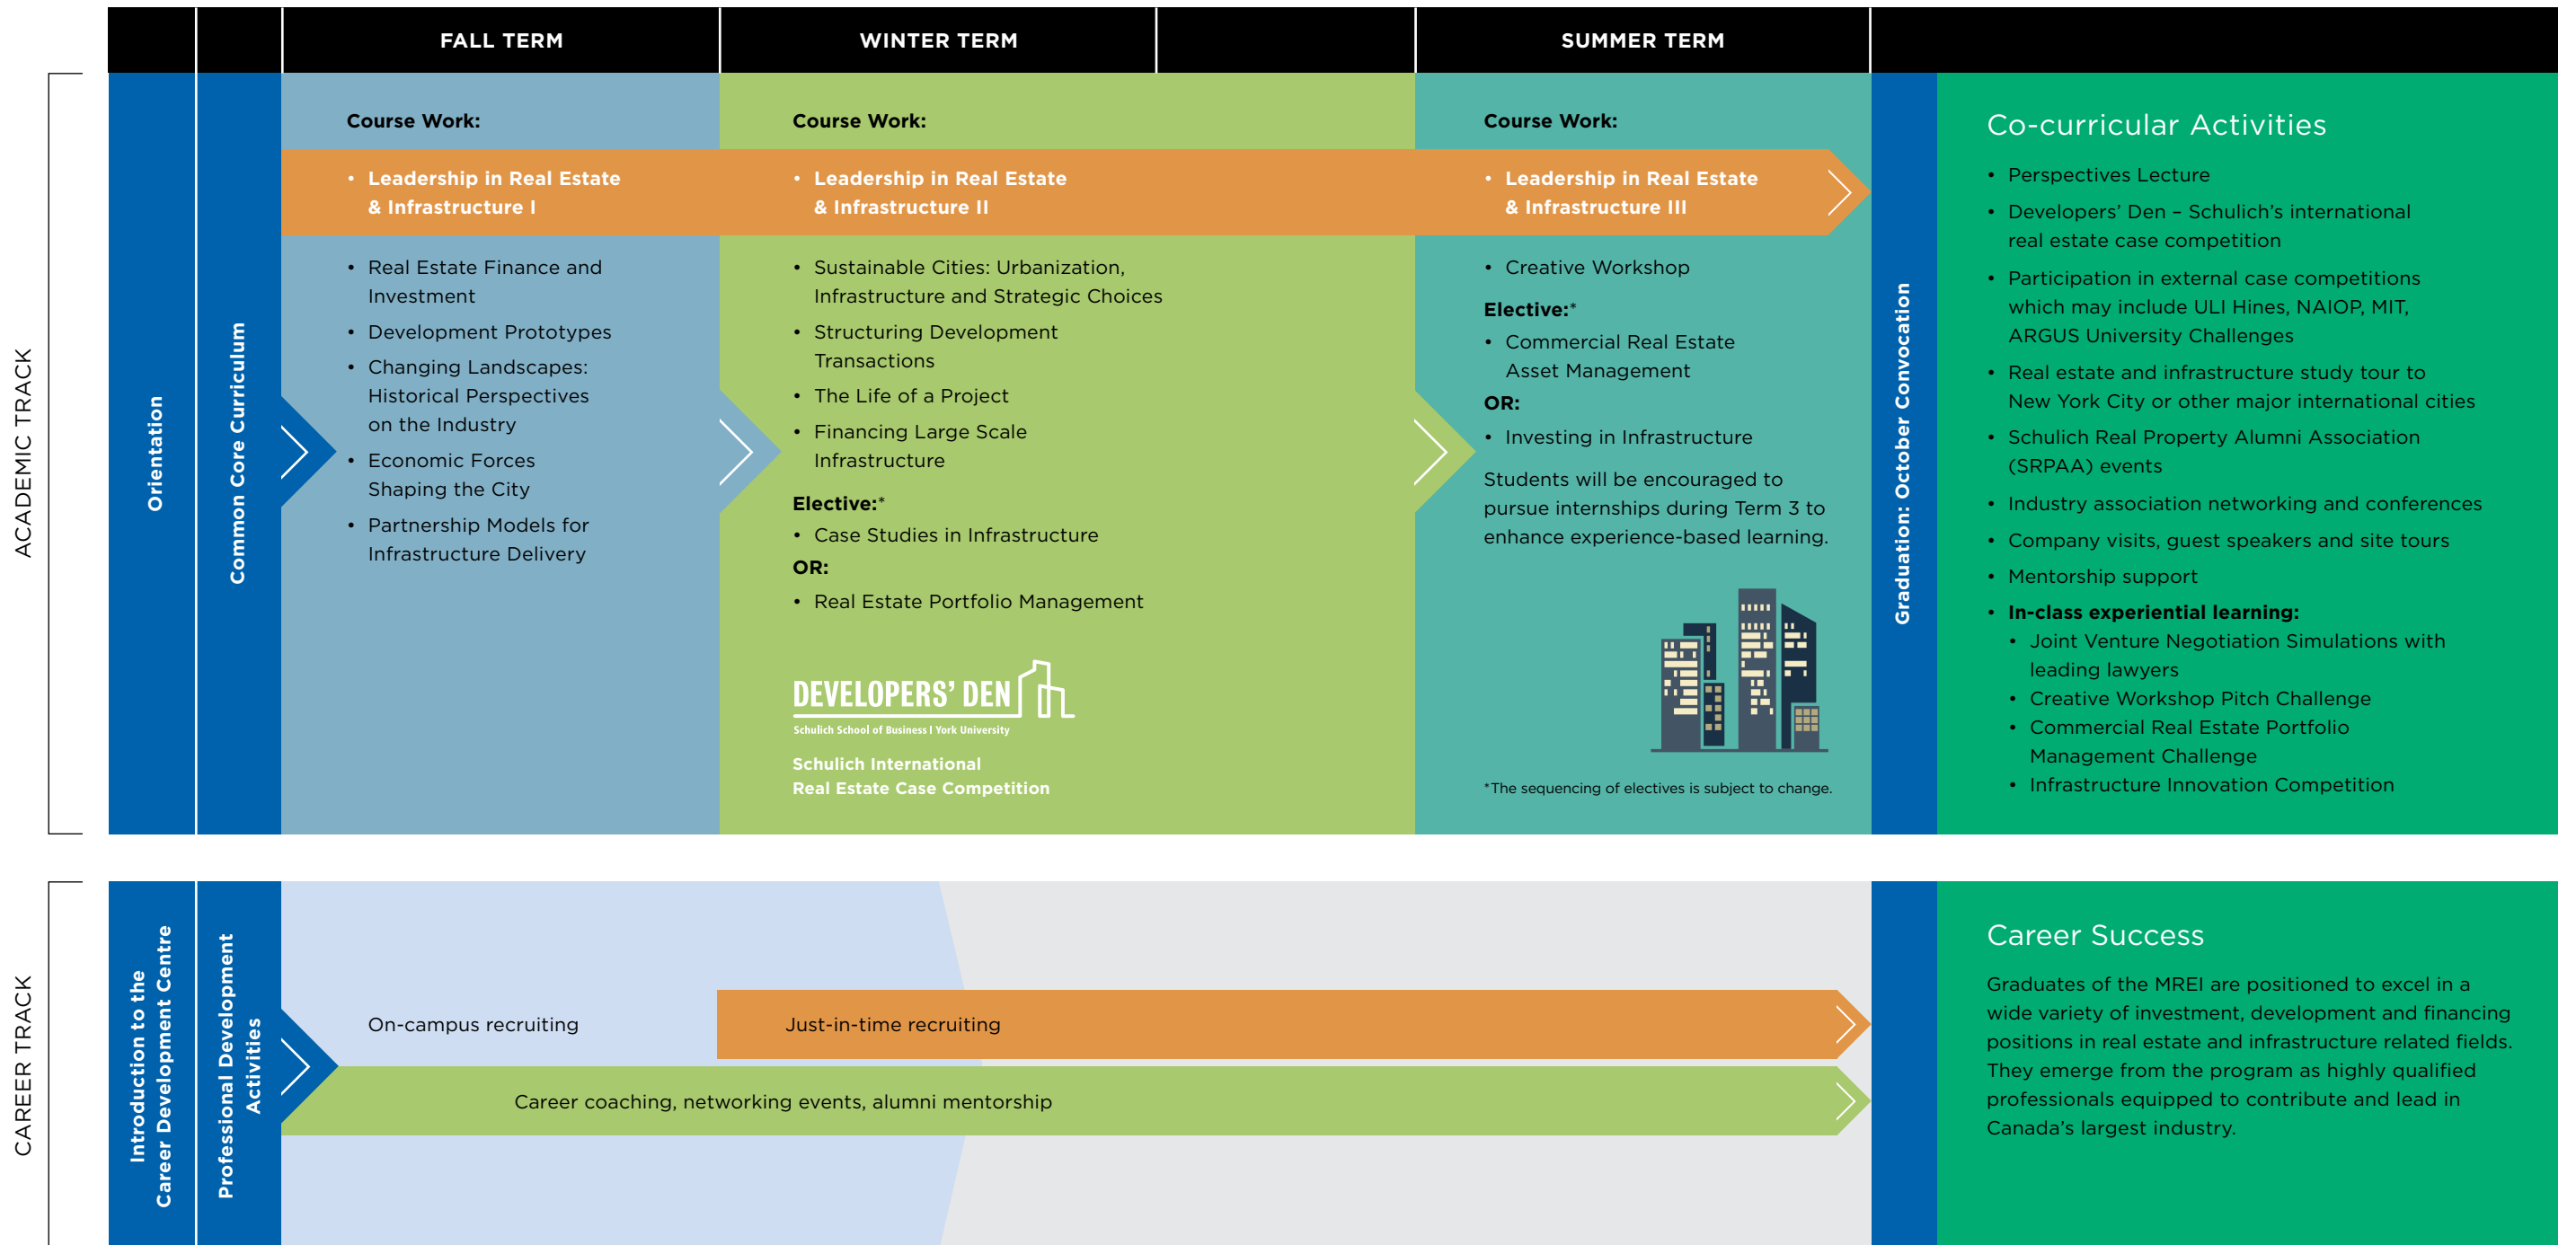 FALL TERM
WINTER TERM
SUMMER TERM
ACADEMIC TRACK
Orientation
Common Core Curriculum
Course Work:
• Leadership in Real Estate
& Infrastructure I
• Real Estate Finance and
Investment
• Development Prototypes
• Changing Landscapes:
Historical Perspectives
on the Industry
• Economic Forces
Shaping the City
• Partnership Models for
Infrastructure Delivery
Course Work:
• Leadership in Real Estate
& Infrastructure II
• Sustainable Cities: Urbanization,
Infrastructure and Strategic Choices
• Structuring Development
Transactions
• The Life of a Project
• Financing Large Scale
Infrastructure
Elective:*
• Case Studies in Infrastructure
OR:
• Real Estate Portfolio Management
DEVELOPERS’ DEN
Schulich School of Business | York University
Schulich International
Real Estate Case Competition
Course Work:
• Leadership in Real Estate
& Infrastructure III
• Creative Workshop
Elective:*
• Commercial Real Estate
Asset Management
OR:
• Investing in Infrastructure
Students will be encouraged to
pursue internships during Term 3 to
enhance experience-based learning.
*The sequencing of electives is subject to change.
Graduation: October Convocation
Co-curricular Activities
• Perspectives Lecture
• Developers’ Den – Schulich’s international
real estate case competition
• Participation in external case competitions
which may include ULI Hines, NAIOP, MIT,
ARGUS University Challenges
• Real estate and infrastructure study tour to
New York City or other major international cities
• Schulich Real Property Alumni Association
(SRPAA) events
• Industry association networking and conferences
• Company visits, guest speakers and site tours
• Mentorship support
• In-class experiential learning:
• Joint Venture Negotiation Simulations with
leading lawyers
• Creative Workshop Pitch Challenge
• Commercial Real Estate Portfolio
Management Challenge
• Infrastructure Innovation Competition
CAREER TRACK
Introduction to the
Career Development Centre
Professional Development
Activities
On-campus recruiting
Just-in-time recruiting
Career coaching, networking events, alumni mentorship
Career Success
Graduates of the MREI are positioned to excel in a
wide variety of investment, development and financing
positions in real estate and infrastructure related fields.
They emerge from the program as highly qualified
professionals equipped to contribute and lead in
Canada’s largest industry.